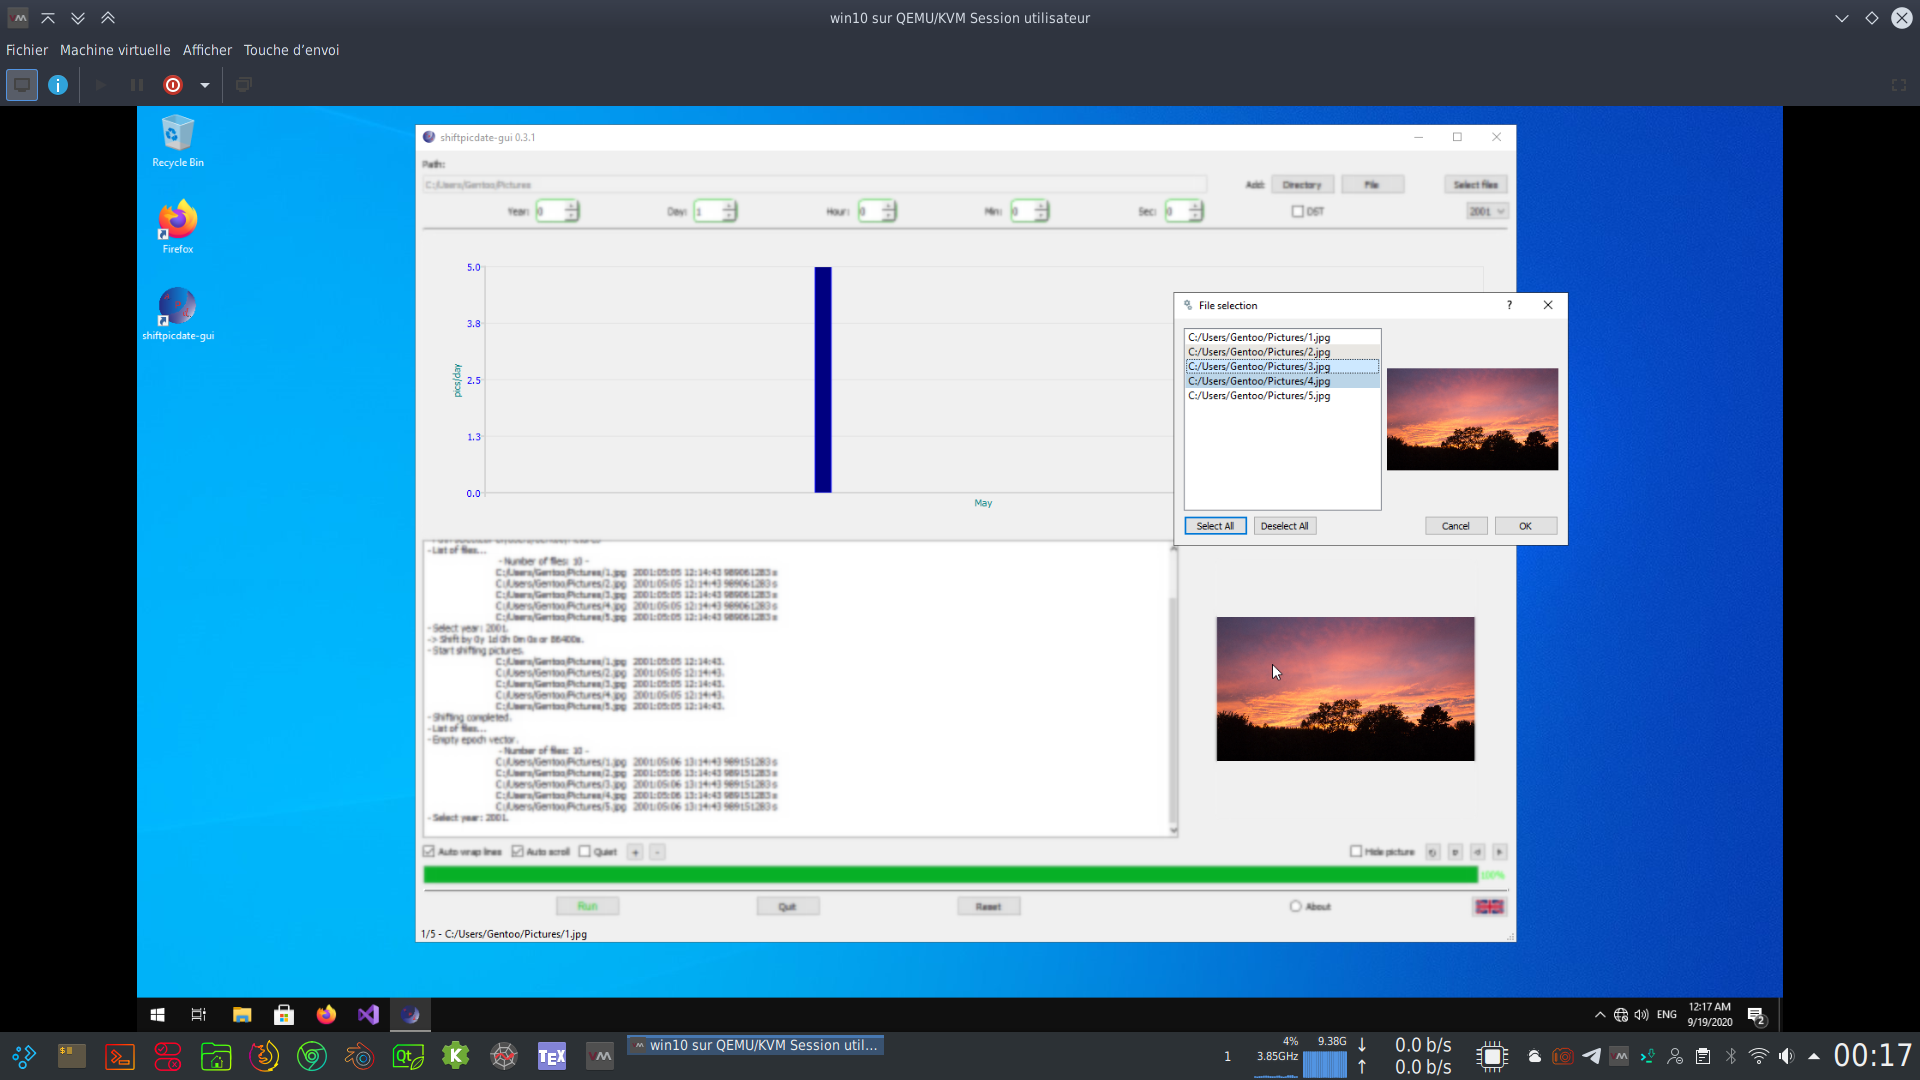 win10 sur QEMU/KVM Session utilisateur
Fichier Machine virtuelle Afficher Touche d’envoi
Recycle Bin
Firefox
shiftpicdate-gui
shiftpicdate-gui 0.3.1
Path:
C:/Users/Gentoo/Pictures
Add: Directory File Select files
Year: 0 Day: 1 Hour: 0 Min: 0 Sec: 0 DST 2001
5.0
3.8
2.5
1.3
0.0
pics/day
May
File selection ?
C:/Users/Gentoo/Pictures/1.jpg
C:/Users/Gentoo/Pictures/2.jpg
C:/Users/Gentoo/Pictures/3.jpg
C:/Users/Gentoo/Pictures/4.jpg
C:/Users/Gentoo/Pictures/5.jpg
Select All Deselect All Cancel OK
- List of files...
- Number of files: 10 -
C:/Users/Gentoo/Pictures/1.jpg 2001:05:05 12:14:43 989061283 s
C:/Users/Gentoo/Pictures/2.jpg 2001:05:05 12:14:43 989061283 s
C:/Users/Gentoo/Pictures/3.jpg 2001:05:05 12:14:43 989061283 s
C:/Users/Gentoo/Pictures/4.jpg 2001:05:05 12:14:43 989061283 s
C:/Users/Gentoo/Pictures/5.jpg 2001:05:05 12:14:43 989061283 s
- Select year: 2001.
-> Shift by 0y 1d 0h 0m 0s or 86400s.
- Start shifting pictures.
C:/Users/Gentoo/Pictures/1.jpg 2001:05:05 12:14:43.
C:/Users/Gentoo/Pictures/2.jpg 2001:05:05 12:14:43.
C:/Users/Gentoo/Pictures/3.jpg 2001:05:05 12:14:43.
C:/Users/Gentoo/Pictures/4.jpg 2001:05:05 12:14:43.
C:/Users/Gentoo/Pictures/5.jpg 2001:05:05 12:14:43.
- Shifting completed.
- List of files...
- Empty epoch vector.
- Number of files: 10 -
C:/Users/Gentoo/Pictures/1.jpg 2001:05:06 13:14:43 989151283 s
C:/Users/Gentoo/Pictures/2.jpg 2001:05:06 13:14:43 989151283 s
C:/Users/Gentoo/Pictures/3.jpg 2001:05:06 13:14:43 989151283 s
C:/Users/Gentoo/Pictures/4.jpg 2001:05:06 13:14:43 989151283 s
C:/Users/Gentoo/Pictures/5.jpg 2001:05:06 13:14:43 989151283 s
- Select year: 2001.
Auto wrap lines Auto scroll Quiet + - Hide picture
100%
Run Quit Reset About
1/5 - C:/Users/Gentoo/Pictures/1.jpg
ENG
12:17 AM
9/19/2020
2
win10 sur QEMU/KVM Session util...
1
4%
3.85GHz
9.38G
0.0 b/s
0.0 b/s
00:17